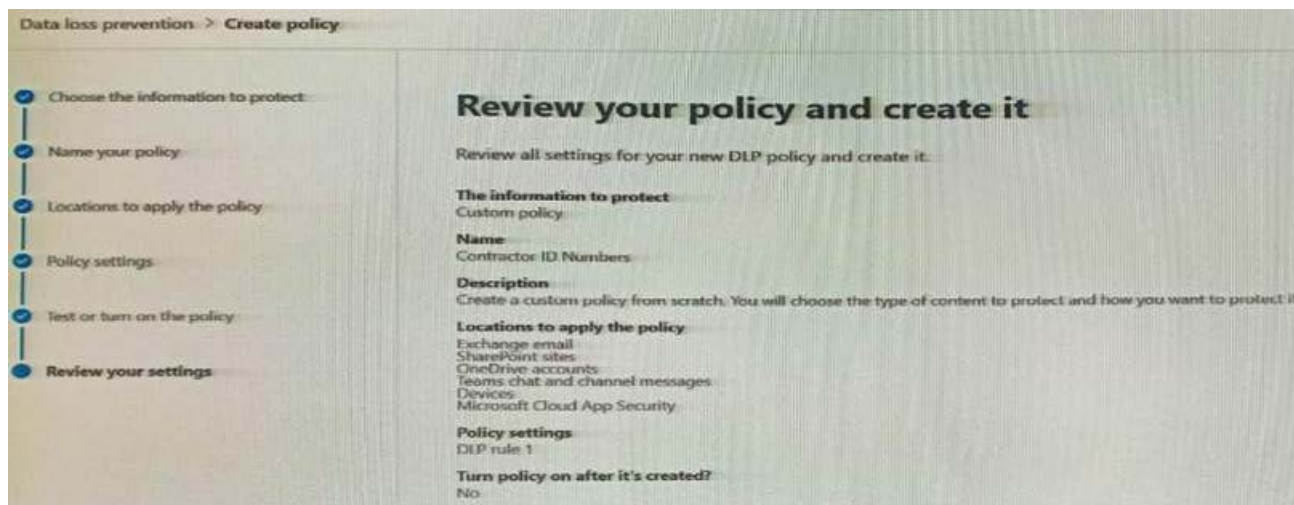 Data loss prevention > Create policy
Choose the information to protect
Name your policy
Locations to apply the policy
Policy settings
Test or turn on the policy
Review your settings
Review your policy and create it
Review all settings for your new DLP policy and create it.
The information to protect
Custom policy
Name
Contractor ID Numbers
Description
Create a custom policy from scratch. You will choose the type of content to protect and how you want to protect i
Locations to apply the policy
Exchange email
SharePoint sites
OneDrive accounts
Teams chat and channel messages
Devices
Microsoft Cloud App Security
Policy settings
DLP rule 1
Turn policy on after it's created?
No